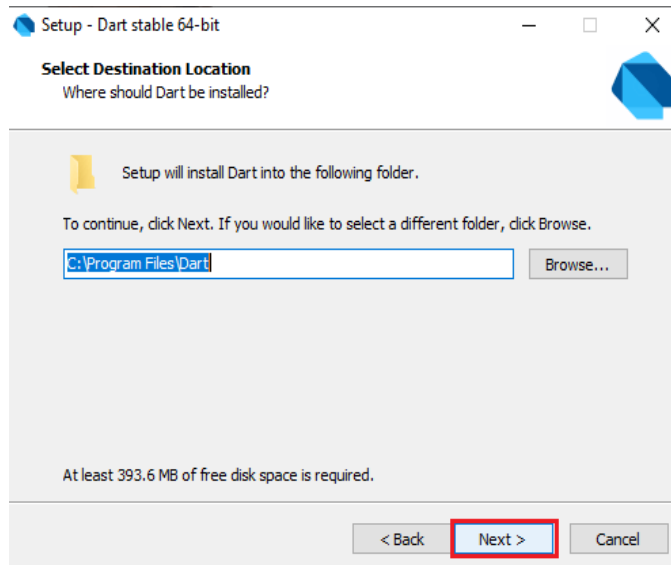 Setup - Dart stable 64-bit
Select Destination Location
Where should Dart be installed?
Setup will install Dart into the following folder.
To continue, click Next. If you would like to select a different folder, click Browse.
C:\Program Files\Dart
Browse...
At least 393.6 MB of free disk space is required.
< Back
Next >
Cancel